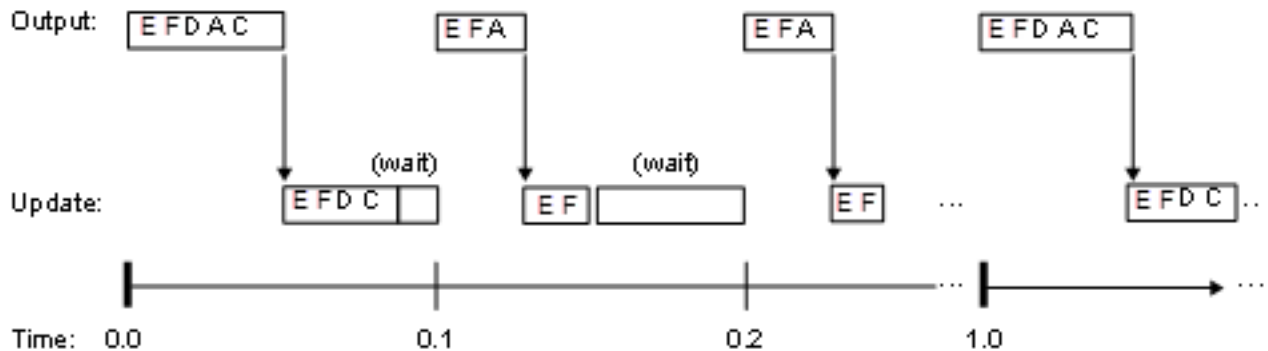 Output: E F D A C E F A E F A E F D A C
(wait) (wait)
Update: E F D C E F E F ... E F D C ..
... ...
Time: 0.0 0.1 0.2 1.0